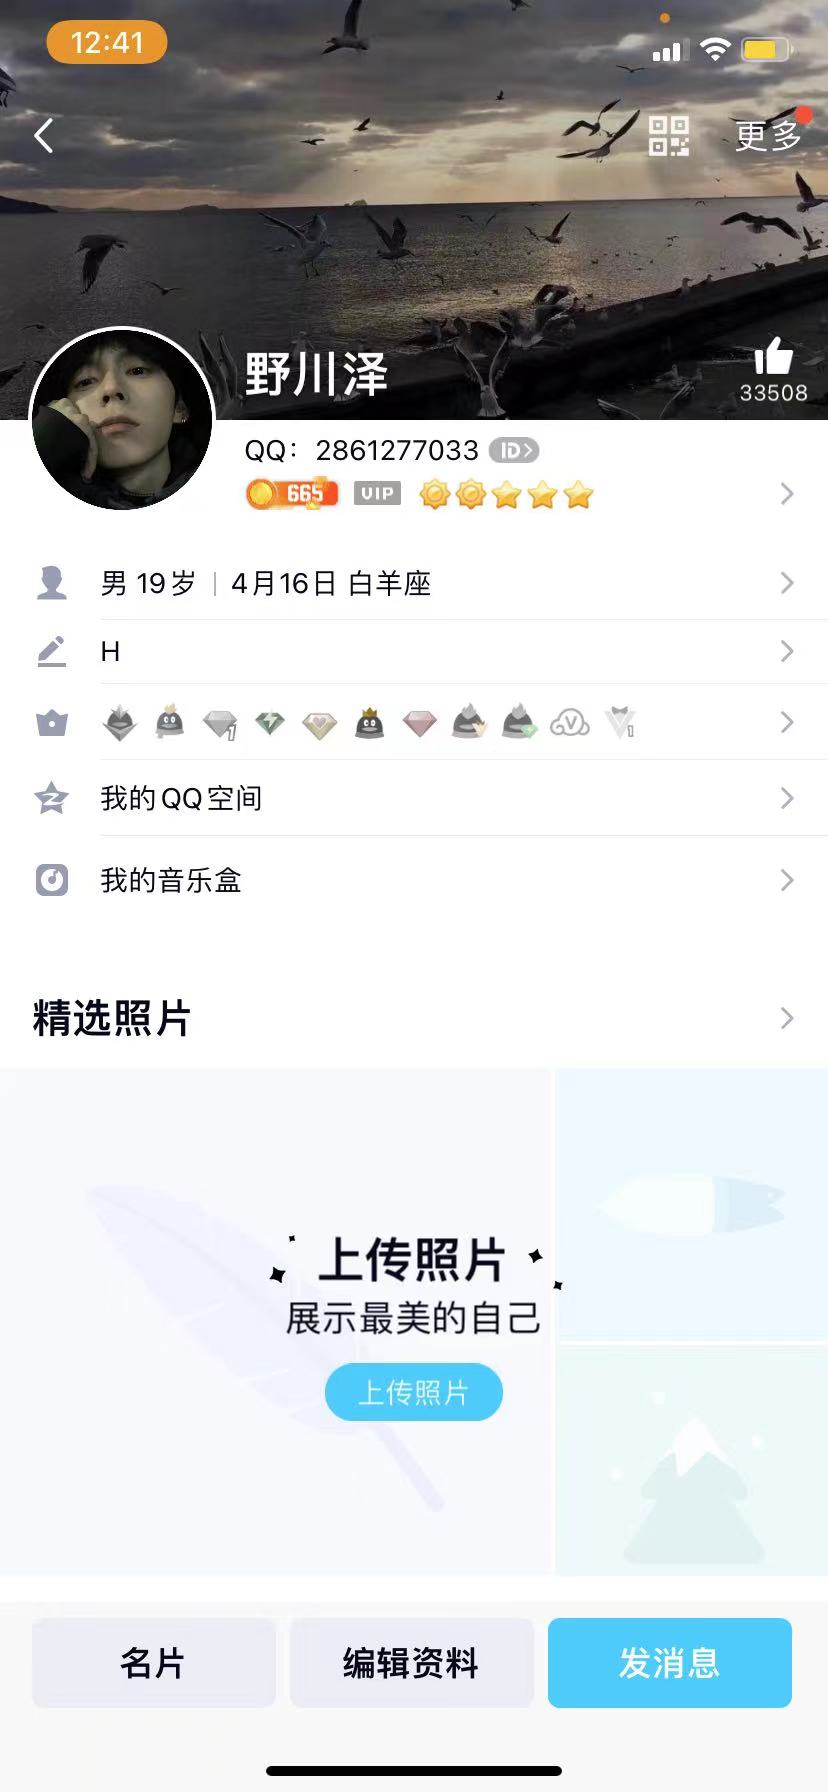 12:41
更多
野川泽
33508
QQ：2861277033 ID
665 VIP
男 19岁 | 4月16日 白羊座
H
我的QQ空间
我的音乐盒
精选照片
上传照片
展示最美的自己
上传照片
名片 编辑资料 发消息